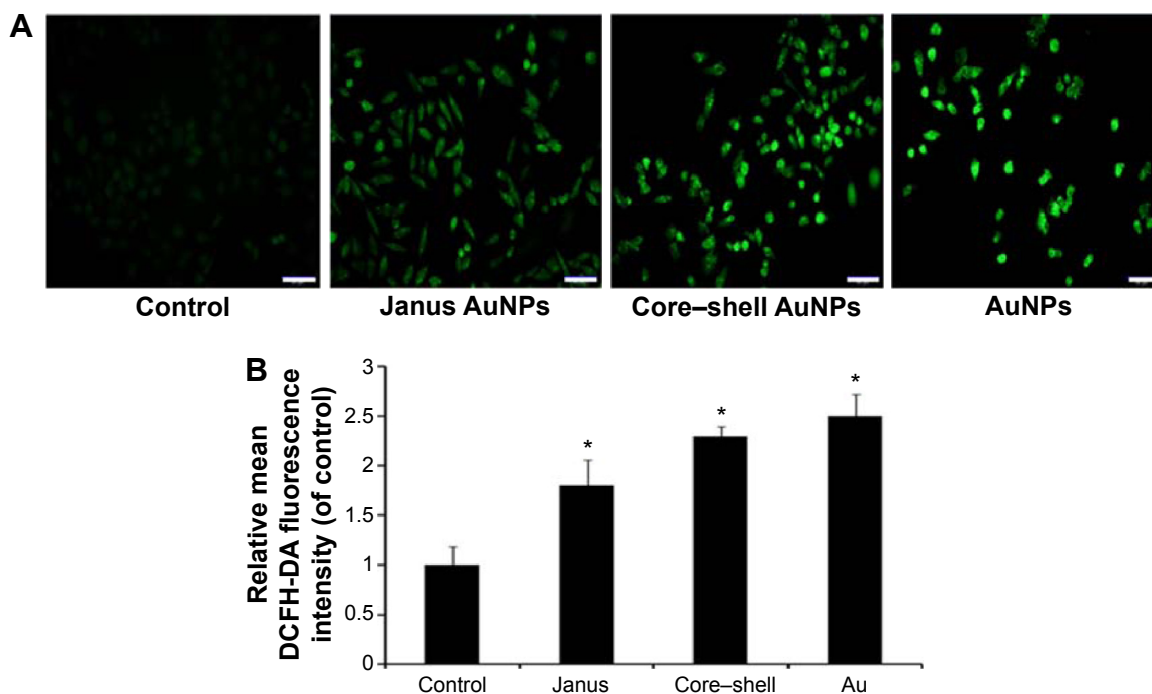 A
Control
Janus AuNPs
Core–shell AuNPs
AuNPs
B
Relative mean
DCFH-DA fluorescence
intensity (of control)
3
2.5
2
1.5
1
0.5
0
*
*
*
Control
Janus
Core–shell
Au